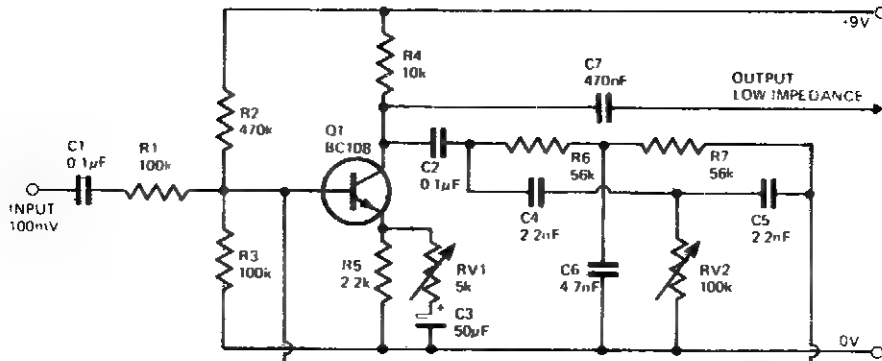 +9V
R4
10k
C7
470nF
OUTPUT
LOW IMPEDANCE
R2
470k
Q1
BC108
C1
0.1µF
R1
100k
C2
0.1µF
R6
56k
R7
56k
INPUT
100mV
C4
2.2nF
C5
2.2nF
R3
100k
R5
2.2k
RV1
5k
C6
4.7nF
RV2
100k
+
C3
50µF
0V